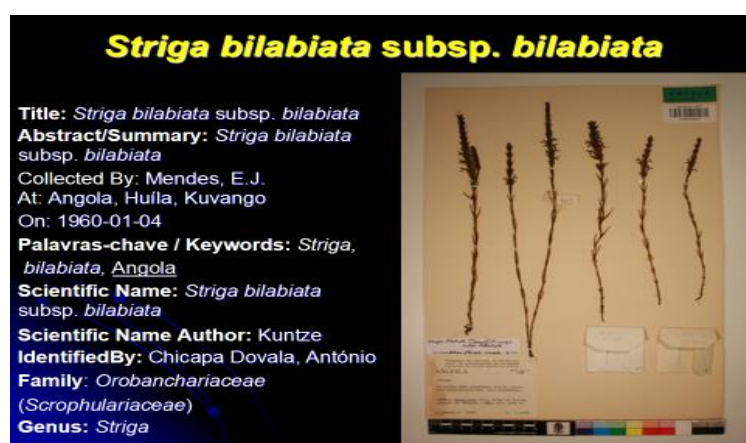 Striga bilabiata subsp. bilabiata
Title: Striga bilabiata subsp. bilabiata
Abstract/Summary: Striga bilabiata
subsp. bilabiata
Collected By: Mendes, E.J.
At: Angola, Huíla, Kuvango
On: 1960-01-04
Palavras-chave / Keywords: Striga,
bilabiata, Angola
Scientific Name: Striga bilabiata
subsp. bilabiata
Scientific Name Author: Kuntze
IdentifiedBy: Chicapa Dovala, António
Family: Orobanchariaceae
(Scrophulariaceae)
Genus: Striga